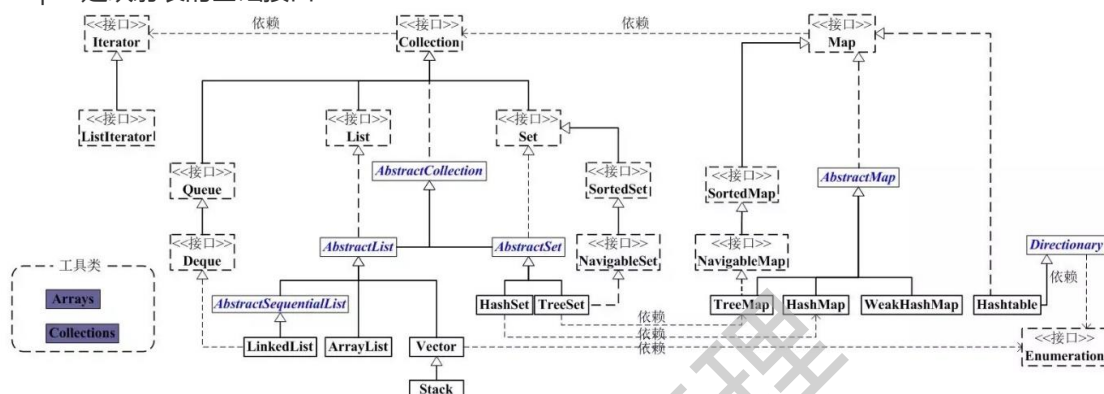 <<接口>>
Iterator
依赖
<<接口>>
Collection
依赖
<<接口>>
Map
<<接口>>
ListIterator
<<接口>>
List
<<接口>>
Set
<<接口>>
Queue
AbstractCollection
<<接口>>
SortedSet
<<接口>>
SortedMap
AbstractMap
<<接口>>
Deque
AbstractList
AbstractSet
<<接口>>
NavigableSet
<<接口>>
NavigableMap
Directionary
依赖
工具类
Arrays
Collections
AbstractSequentialList
HashSet
TreeSet
TreeMap
HashMap
WeakHashMap
Hashtable
依赖
依赖
依赖
LinkedList
ArrayList
Vector
<<接口>>
Enumeration
Stack
理